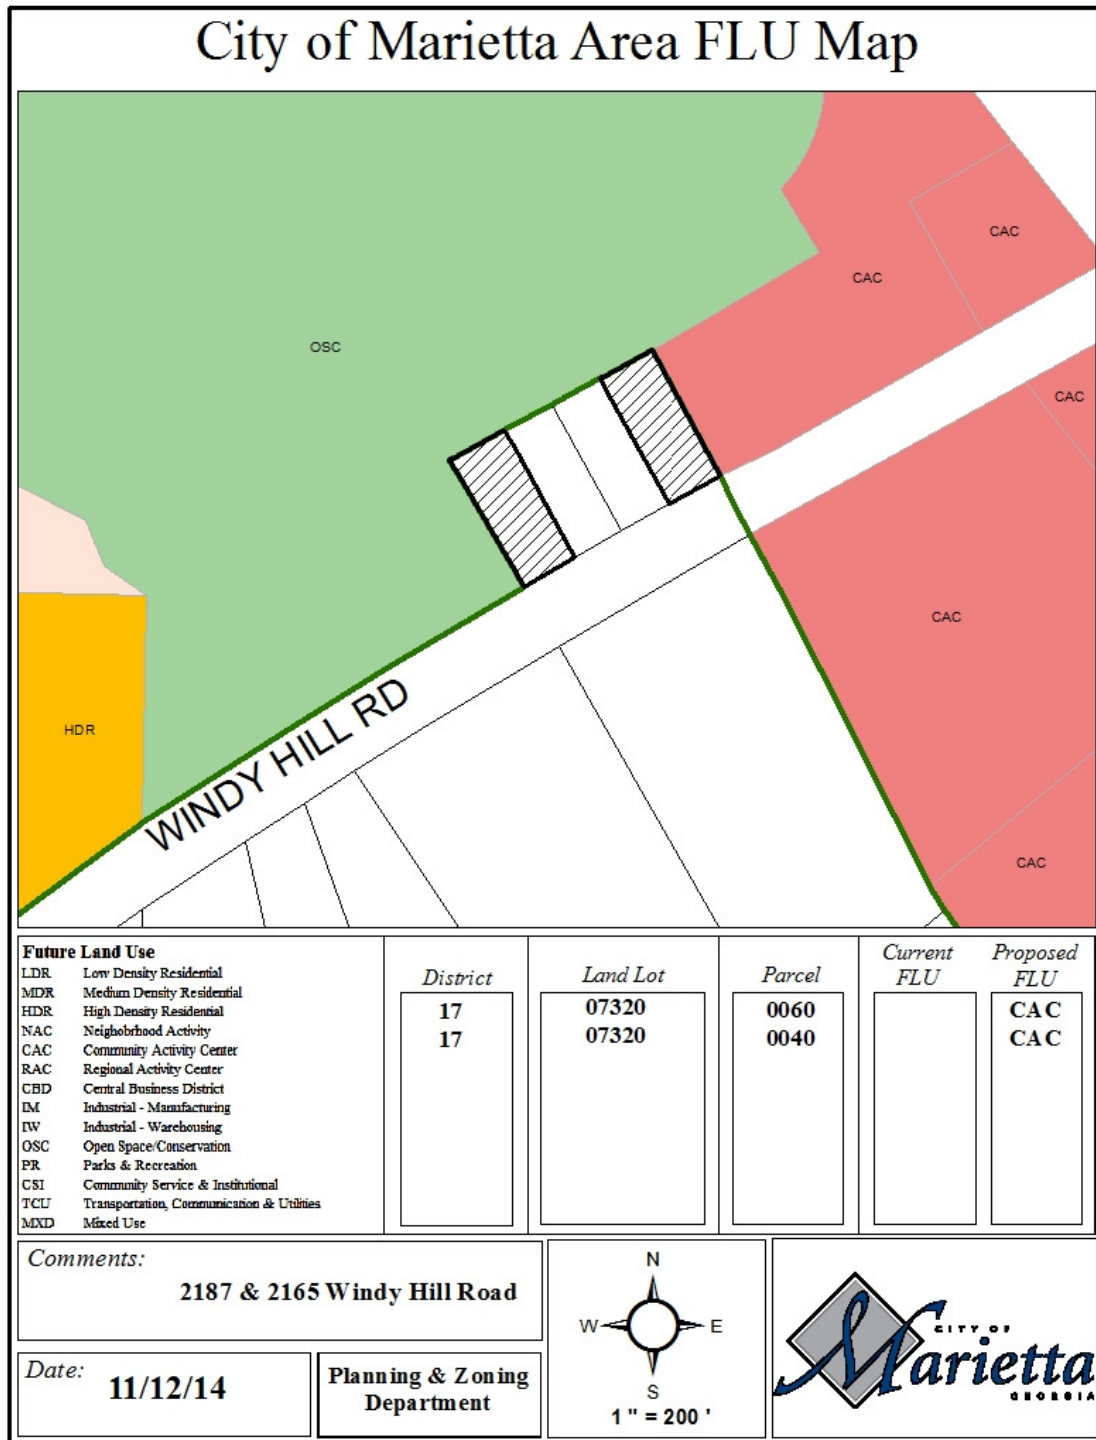 City of Marietta Area FLU Map
CAC
CAC
OSC
CAC
CAC
HDR
WINDY HILL RD
CAC
Future Land Use
LDR Low Density Residential
MDR Medium Density Residential
HDR High Density Residential
NAC Neighobrhood Activity
CAC Community Activity Center
RAC Regional Activity Center
CBD Central Business District
IM Industrial - Manufacturing
IW Industrial - Warehousing
OSC Open Space/Conservation
PR Parks & Recreation
CSI Community Service & Institutional
TCU Transportation, Communication & Utilities
MXD Mixed Use
District Land Lot Parcel Current FLU Proposed FLU
17 07320 0060 CAC
17 07320 0040 CAC
Comments:
2187 & 2165 Windy Hill Road
Date:
11/12/14
Planning & Zoning
Department
N
W E
S
1 " = 200 '
CITY OF
Marietta
GEORGIA